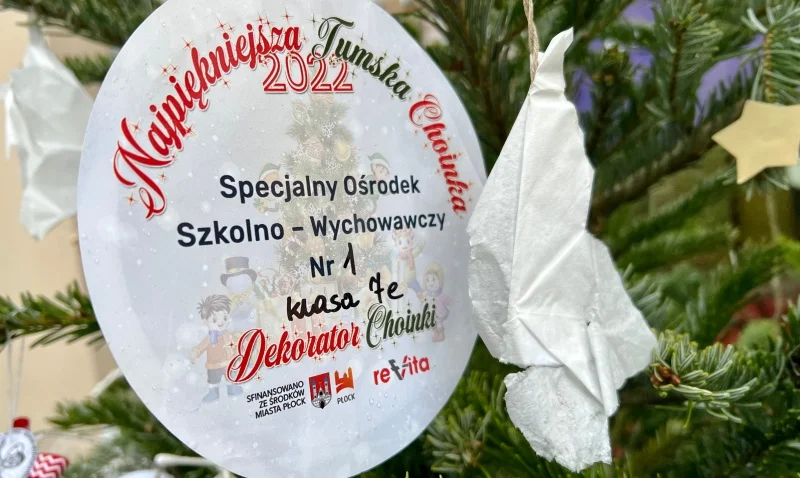 Najpiękniejsza Tumska Choinka
2022
Specjalny Ośrodek
Szkolno - Wychowawczy
Nr 1
klasa 7e
Dekorator Choinki
SFINANSOWANO
ZE ŚRODKÓW
MIASTA PŁOCK
PŁOCK
reVita